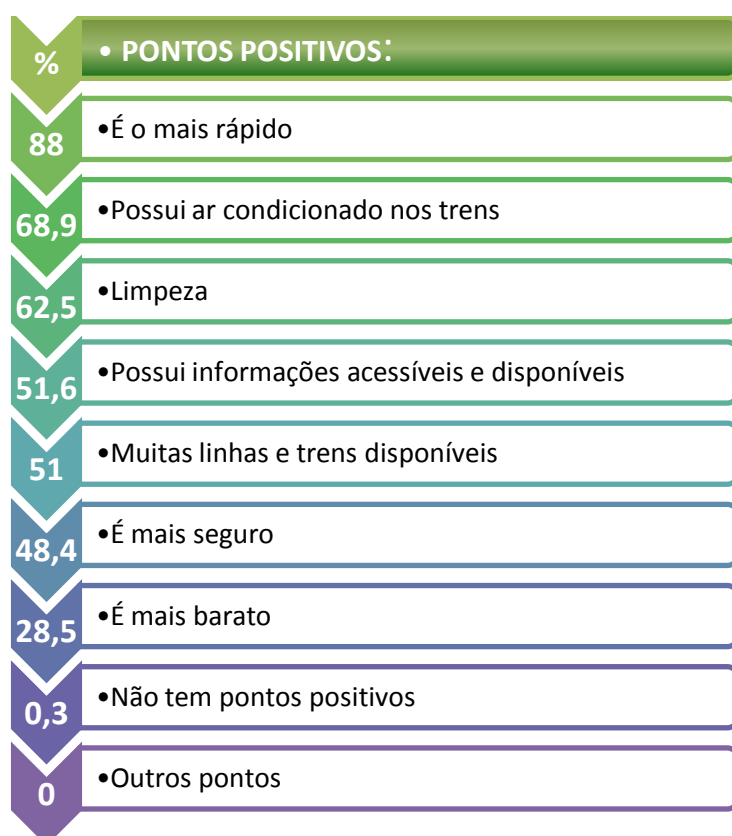 % • PONTOS POSITIVOS:
88 •É o mais rápido
68,9 •Possui ar condicionado nos trens
62,5 •Limpeza
51,6 •Possui informações acessíveis e disponíveis
51 •Muitas linhas e trens disponíveis
48,4 •É mais seguro
28,5 •É mais barato
0,3 •Não tem pontos positivos
0 •Outros pontos